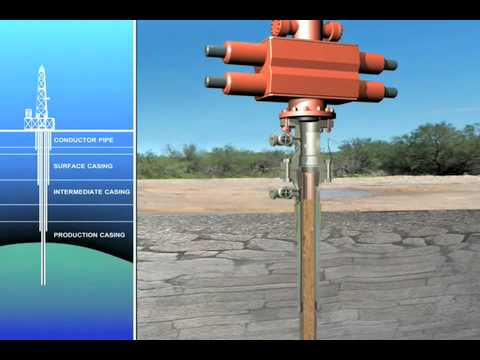 CONDUCTOR PIPE
SURFACE CASING
INTERMEDIATE CASING
PRODUCTION CASING